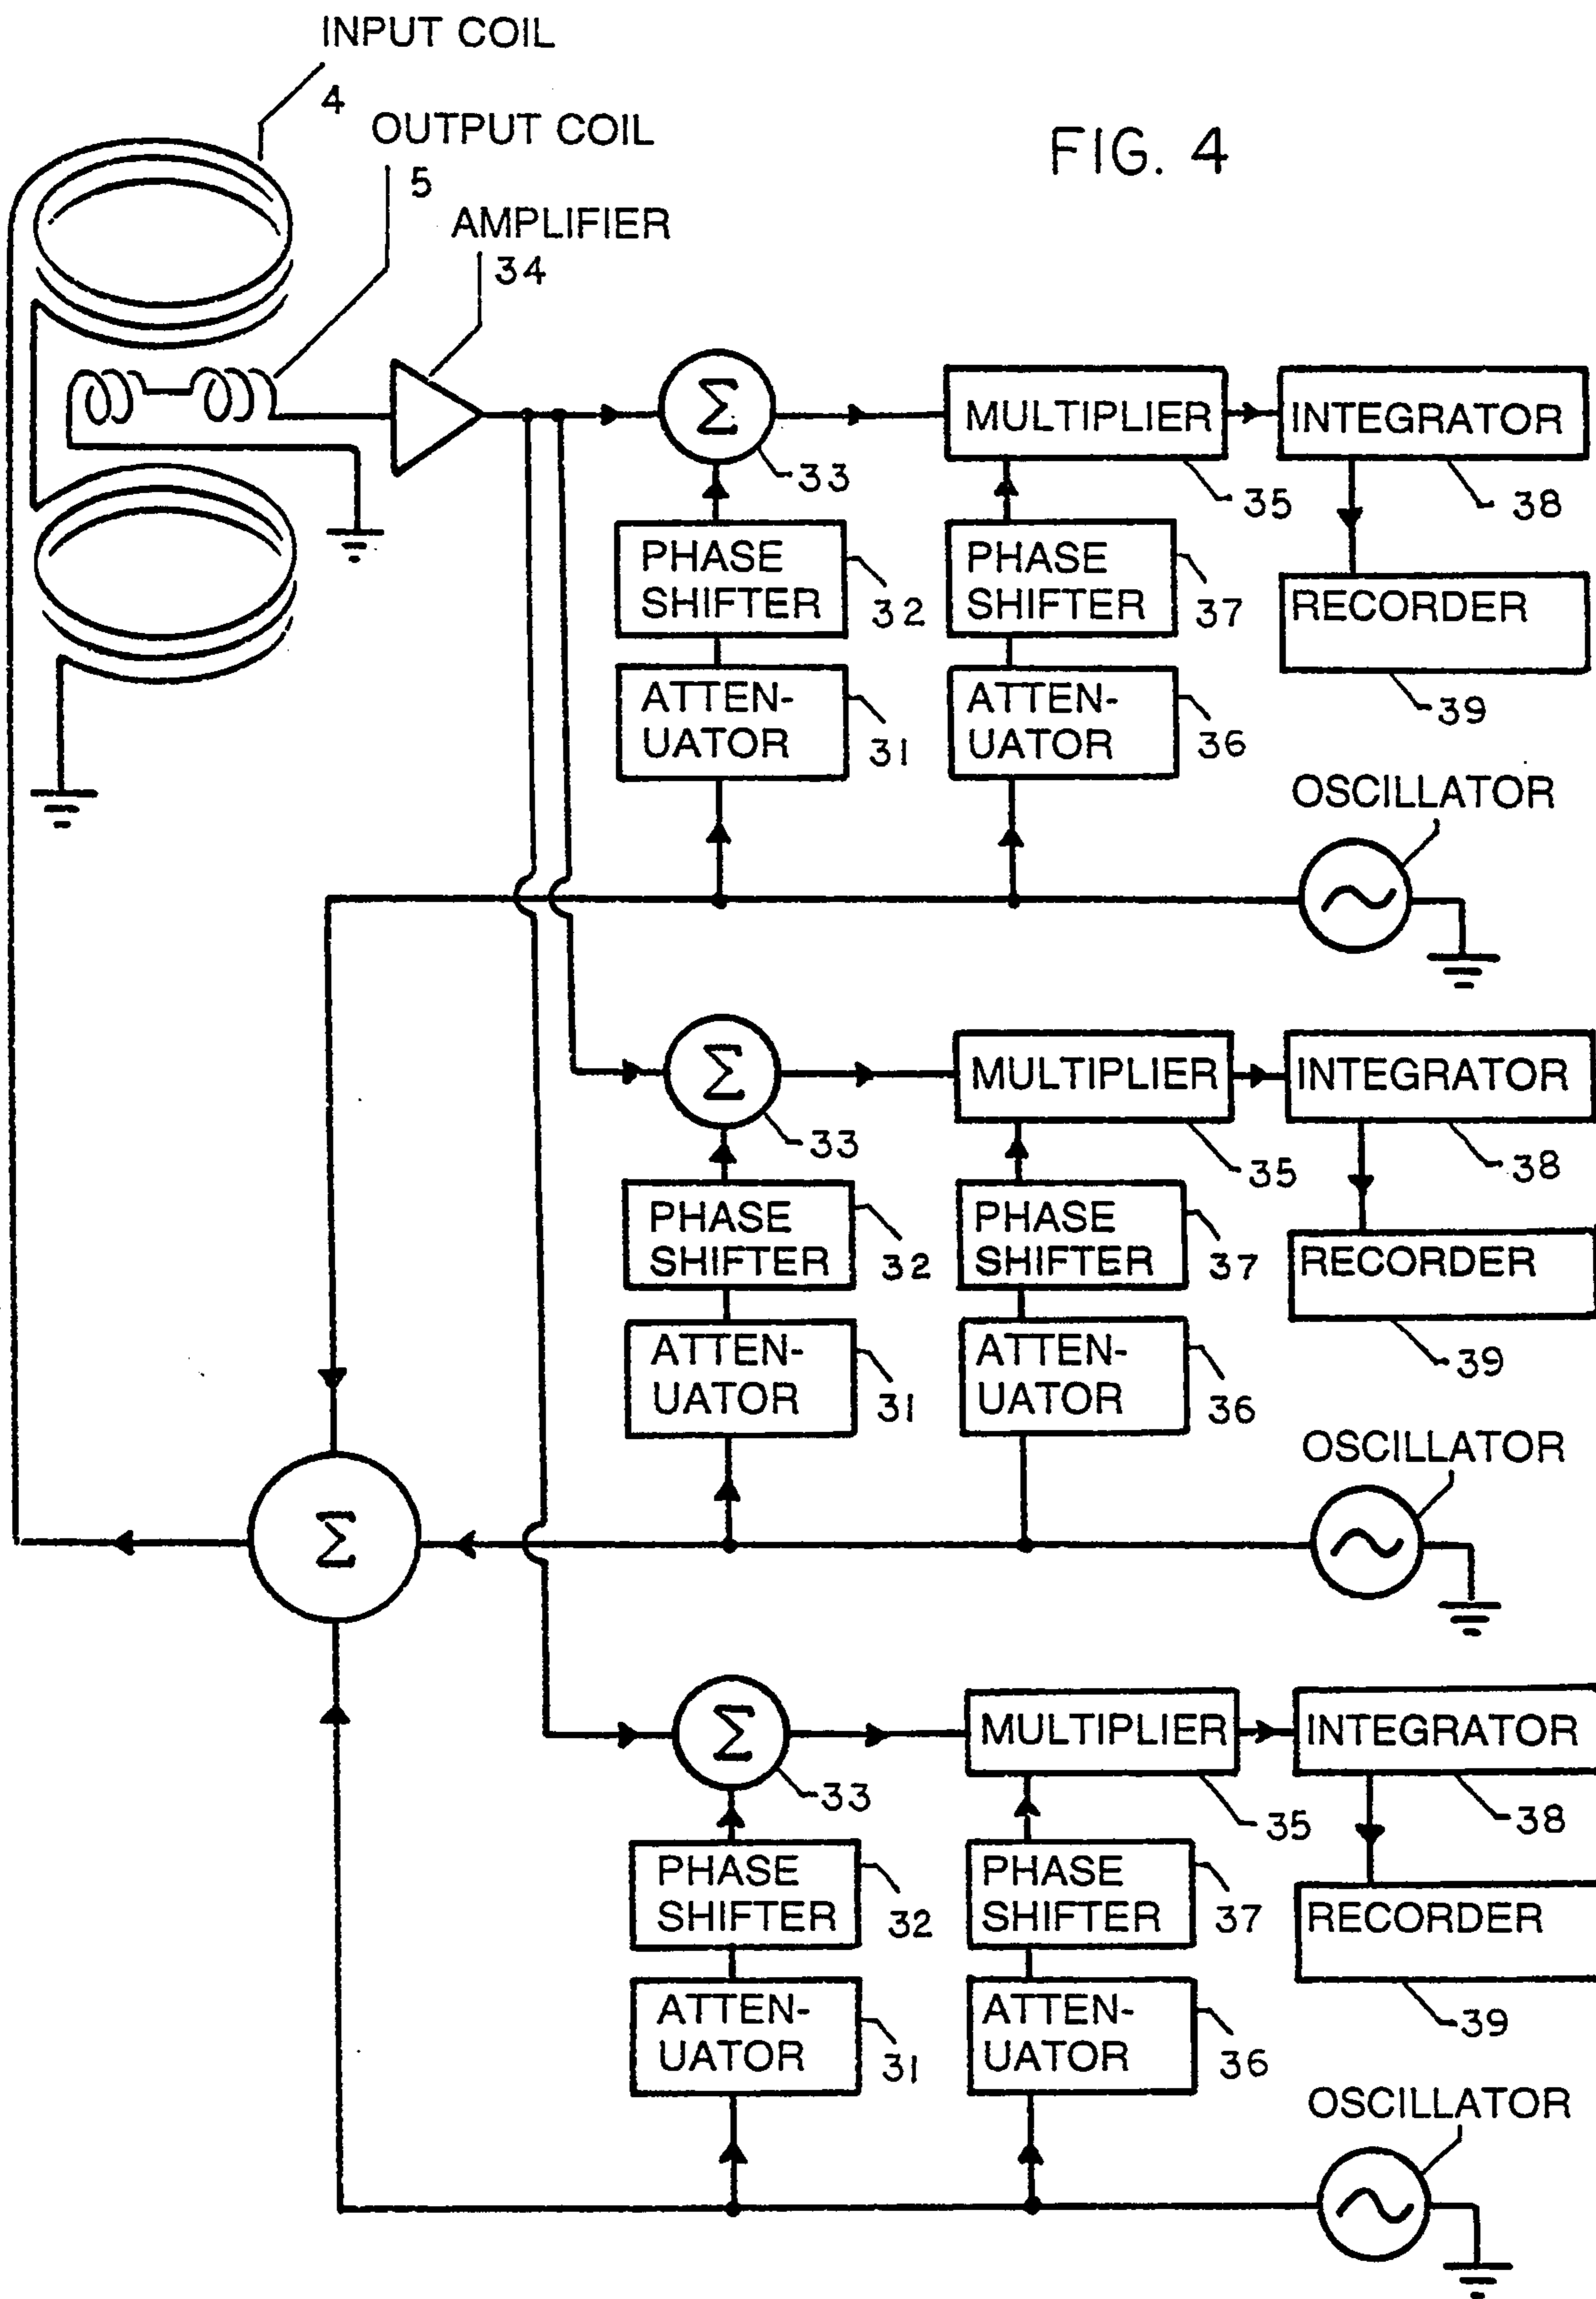 INPUT COIL
4
OUTPUT COIL
5
AMPLIFIER
34
FIG. 4
Σ
33
MULTIPLIER
35
INTEGRATOR
38
PHASE
SHIFTER
32
PHASE
SHIFTER
37
RECORDER
39
ATTEN-
UATOR
31
ATTEN-
UATOR
36
OSCILLATOR
Σ
33
MULTIPLIER
35
INTEGRATOR
38
PHASE
SHIFTER
32
PHASE
SHIFTER
37
RECORDER
39
ATTEN-
UATOR
31
ATTEN-
UATOR
36
OSCILLATOR
Σ
Σ
33
MULTIPLIER
35
INTEGRATOR
38
PHASE
SHIFTER
32
PHASE
SHIFTER
37
RECORDER
39
ATTEN-
UATOR
31
ATTEN-
UATOR
36
OSCILLATOR